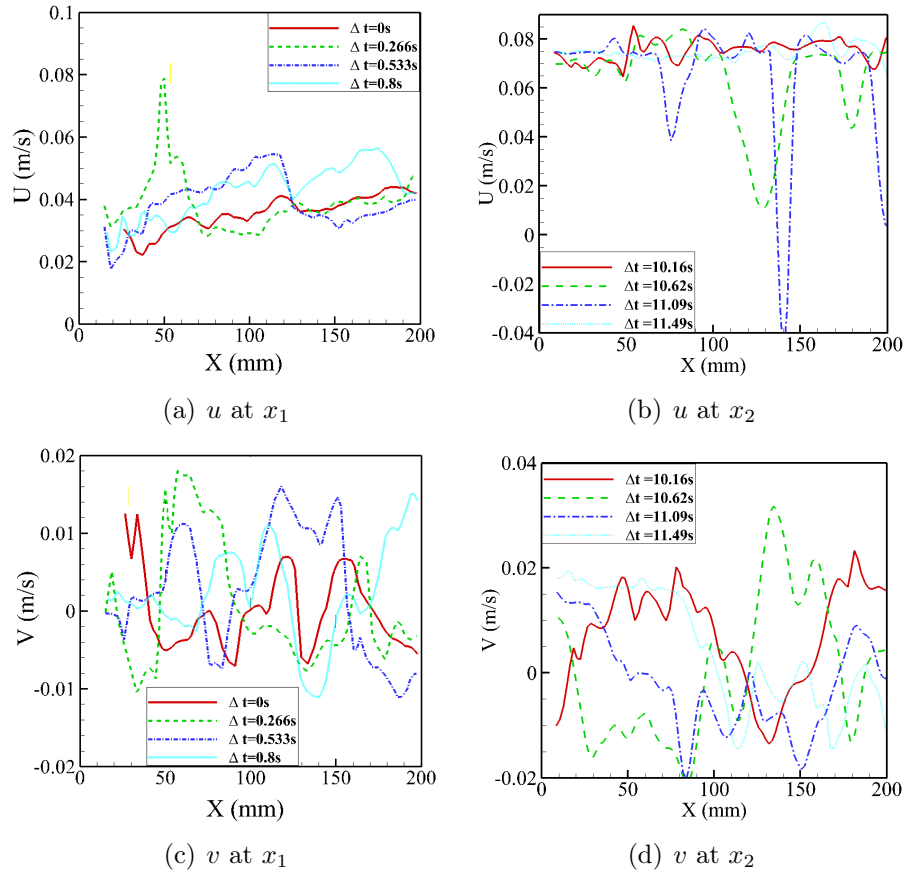 0.1
0.08
0.06
0.04
0.02
0
U (m/s)
0
50
100
150
200
X (mm)
Δ t=0s
Δ t=0.266s
Δ t=0.533s
Δ t=0.8s
(a) u at x1
0.08
0.06
0.04
0.02
0
-0.02
-0.04
U (m/s)
0
50
100
150
200
X (mm)
Δt =10.16s
Δt =10.62s
Δt =11.09s
Δt =11.49s
(b) u at x2
0.02
0.01
0
-0.01
-0.02
V (m/s)
0
50
100
150
200
X (mm)
Δ t=0s
Δ t=0.266s
Δ t=0.533s
Δ t=0.8s
(c) v at x1
0.04
0.02
0
-0.02
V (m/s)
0
50
100
150
200
X (mm)
Δt =10.16s
Δt =10.62s
Δt =11.09s
Δt =11.49s
(d) v at x2